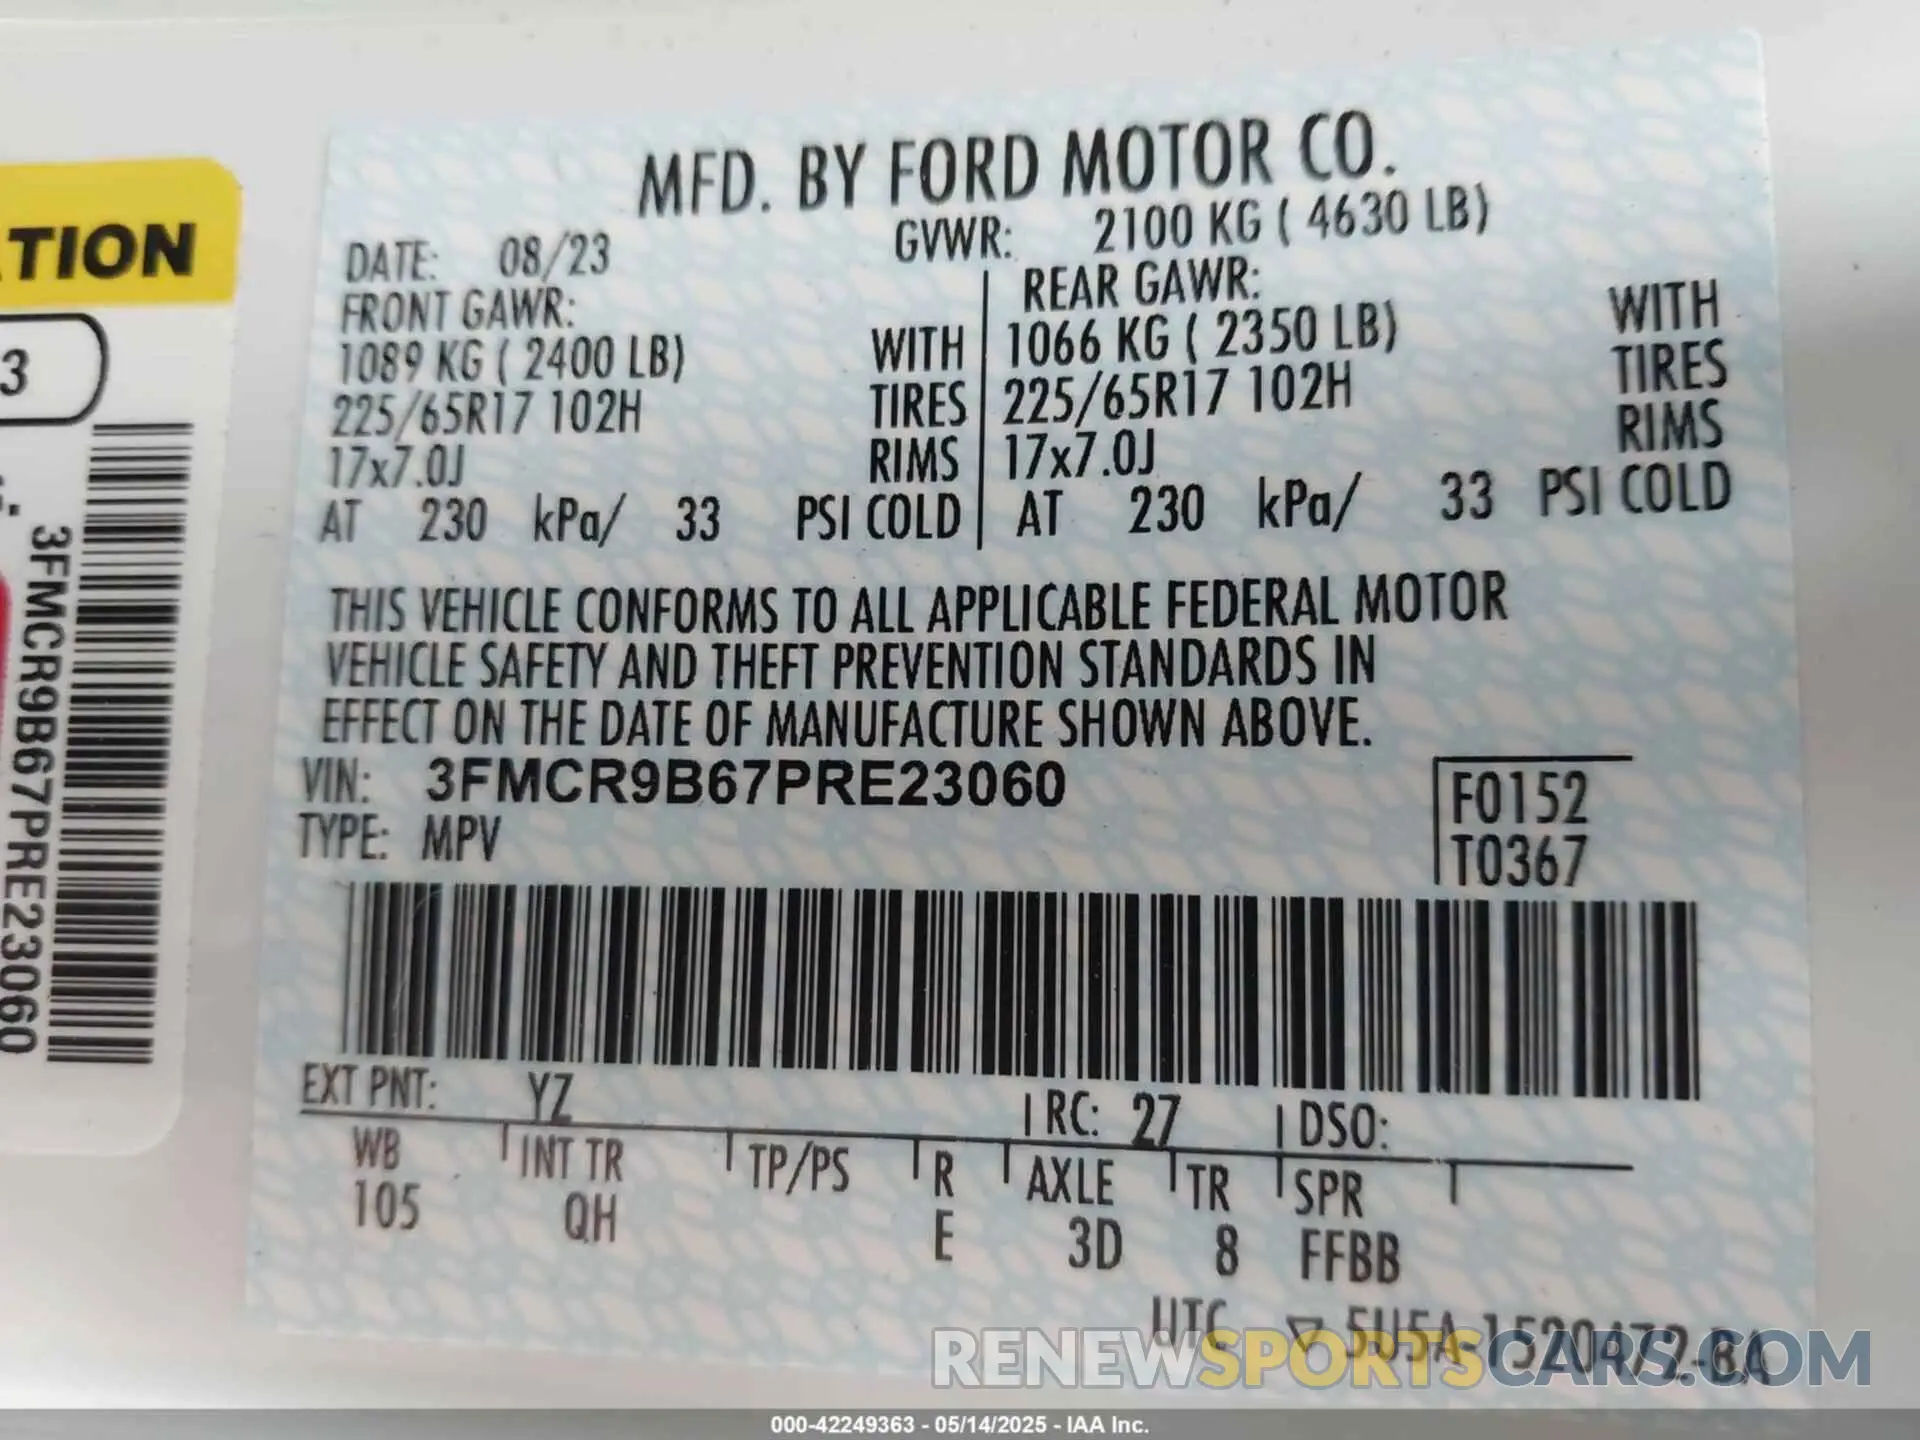 MFD. BY FORD MOTOR CO.
DATE: 08/23 GVWR: 2100 KG ( 4630 LB)
FRONT GAWR: REAR GAWR:
1089 KG ( 2400 LB) WITH 1066 KG ( 2350 LB) WITH
225/65R17 102H TIRES 225/65R17 102H TIRES
17x7.0J RIMS 17x7.0J RIMS
AT 230 kPa/ 33 PSI COLD AT 230 kPa/ 33 PSI COLD
THIS VEHICLE CONFORMS TO ALL APPLICABLE FEDERAL MOTOR
VEHICLE SAFETY AND THEFT PREVENTION STANDARDS IN
EFFECT ON THE DATE OF MANUFACTURE SHOWN ABOVE.
VIN: 3FMCR9B67PRE23060 F0152
TYPE: MPV T0367
EXT PNT: YZ RC: 27 DSO:
WB INT TR TP/PS R AXLE TR SPR
105 QH E 3D 8 FFBB
UTC ▽ 5U5A-1520472-BA
TION
3
3FMCR9B67PRE23060
RENEWSPORTSCARS.COM
000-42249363 - 05/14/2025 - IAA Inc.